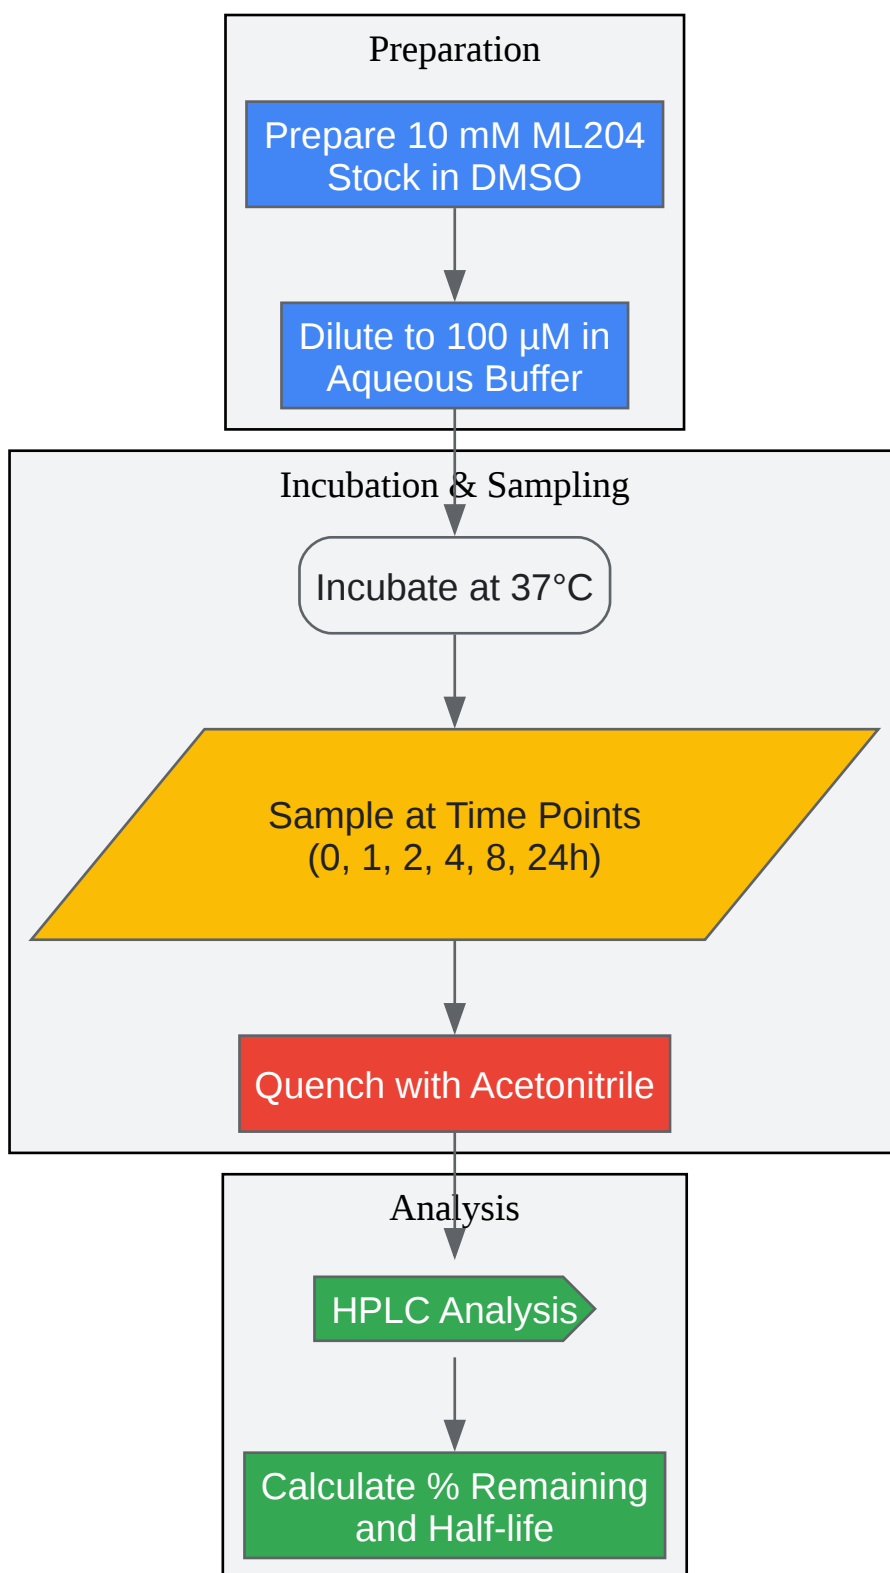 Preparation
Prepare 10 mM ML204
Stock in DMSO
Dilute to 100 µM in
Aqueous Buffer
Incubation & Sampling
Incubate at 37°C
Sample at Time Points
(0, 1, 2, 4, 8, 24h)
Quench with Acetonitrile
Analysis
HPLC Analysis
Calculate % Remaining
and Half-life